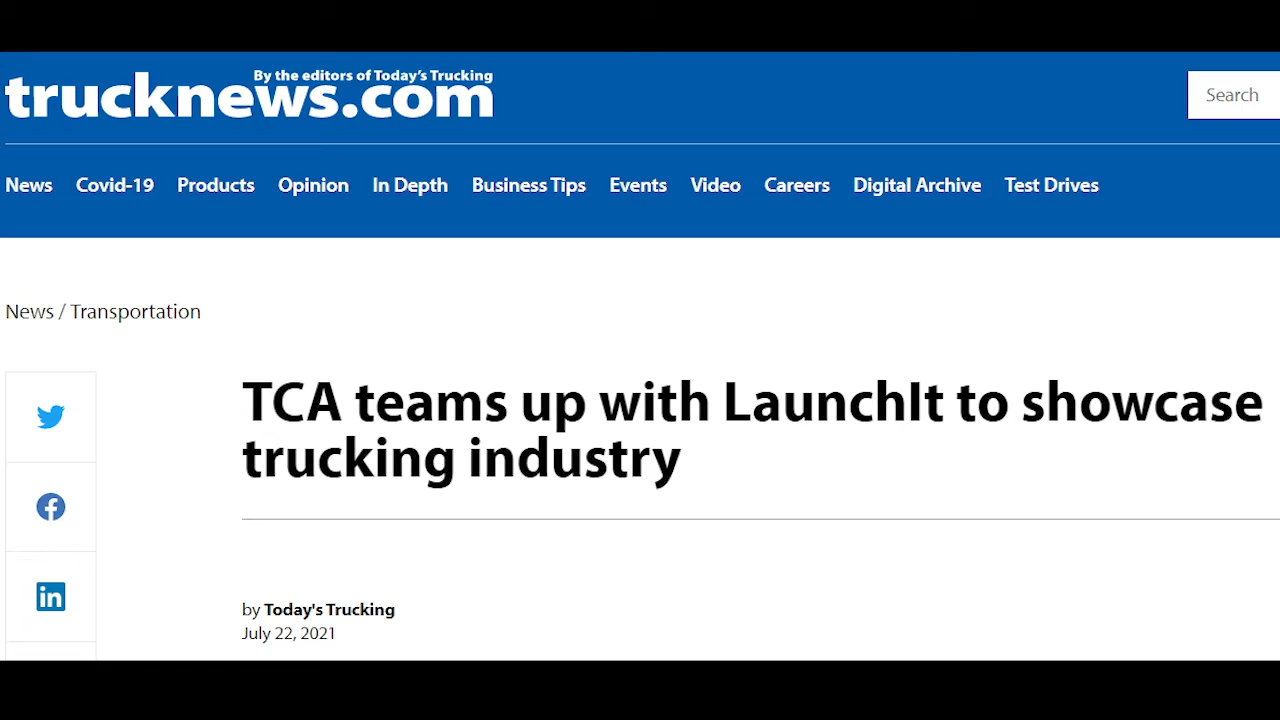 By the editors of Today's Trucking
trucknews.com
Search
News Covid-19 Products Opinion In Depth Business Tips Events Video Careers Digital Archive Test Drives
News / Transportation
TCA teams up with LaunchIt to showcase
trucking industry
by Today's Trucking
July 22, 2021